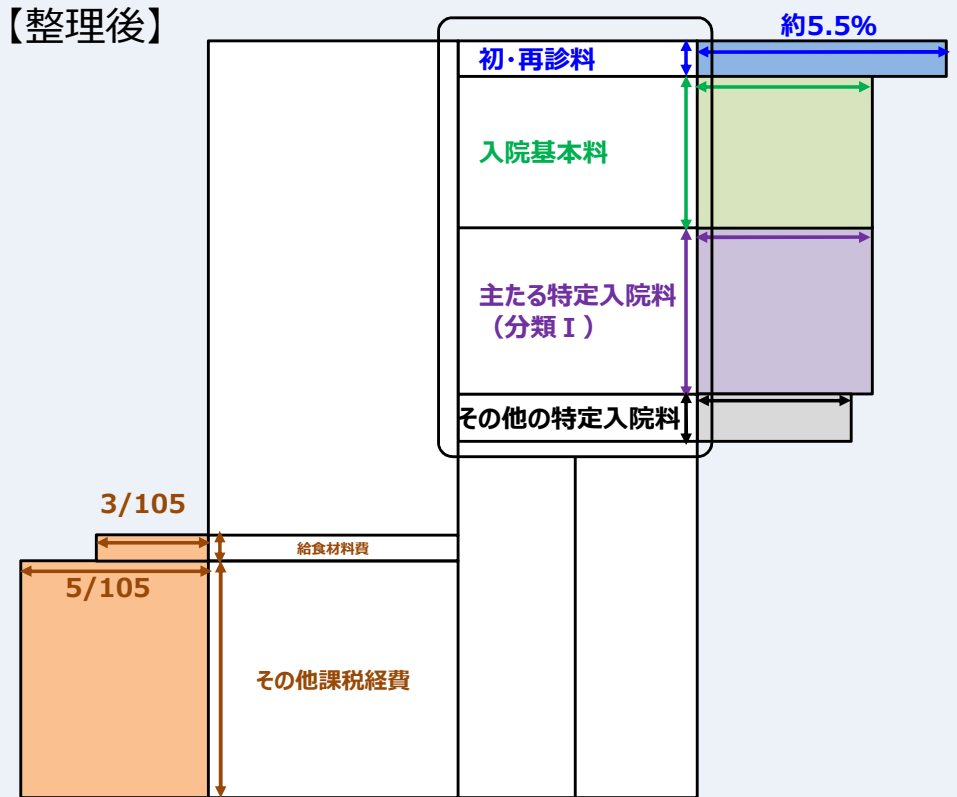 【整理後】
約5.5%
初・再診料
入院基本料
主たる特定入院料
（分類Ⅰ）
その他の特定入院料
3/105
給食材料費
5/105
その他課税経費